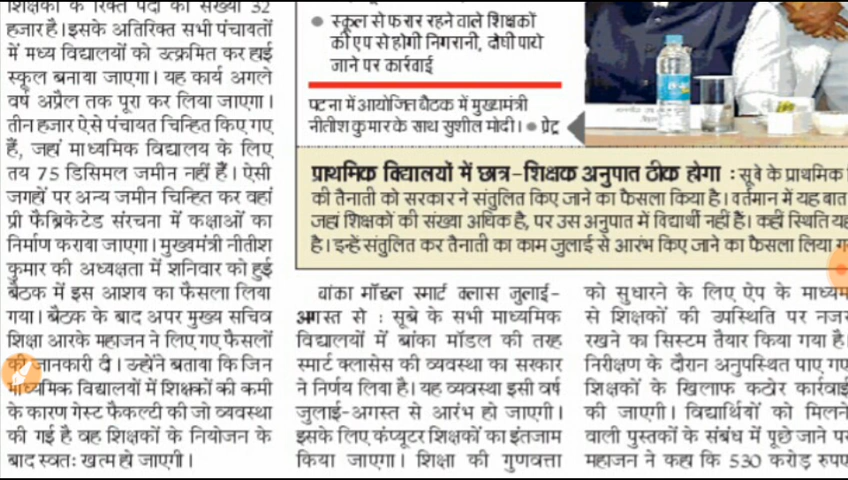 शिक्षकों के रिक्त पदों की संख्या 32
हजार है। इसके अतिरिक्त सभी पंचायतों
में मध्य विद्यालयों को उत्क्रमित कर हाई
स्कूल बनाया जाएगा। यह कार्य अगले
वर्ष अप्रैल तक पूरा कर लिया जाएगा।
तीन हजार ऐसे पंचायत चिन्हित किए गए
हैं, जहां माध्यमिक विद्यालय के लिए
तय 75 डिसिमल जमीन नहीं है। ऐसी
जगहों पर अन्य जमीन चिन्हित कर वहां
प्री फैब्रिकेटेड संरचना में कक्षाओं का
निर्माण कराया जाएगा। मुख्यमंत्री नीतीश
कुमार की अध्यक्षता में शनिवार को हुई
बैठक में इस आशय का फैसला लिया
गया। बैठक के बाद अपर मुख्य सचिव
शिक्षा आरके महाजन ने लिए गए फैसलों
की जानकारी दी। उन्होंने बताया कि जिन
माध्यमिक विद्यालयों में शिक्षकों की कमी
के कारण गेस्ट फैकल्टी की जो व्यवस्था
की गई है वह शिक्षकों के नियोजन के
बाद स्वतः खत्म हो जाएगी।
● स्कूल से फरार रहने वाले शिक्षकों
की एप से होगी निगरानी, दोषी पाये
जाने पर कार्रवाई
पटना में आयोजित बैठक में मुख्यमंत्री
नीतीश कुमार के साथ सुशील मोदी। ● प्रेट्र
प्राथमिक विद्यालयों में छात्र-शिक्षक अनुपात ठीक होगा : सूबे के प्राथमिक
की तैनाती को सरकार ने संतुलित किए जाने का फैसला किया है। वर्तमान में यह बात
जहां शिक्षकों की संख्या अधिक है, पर उस अनुपात में विद्यार्थी नहीं हैं। कहीं स्थिति यह
है। इन्हें संतुलित कर तैनाती का काम जुलाई से आरंभ किए जाने का फैसला लिया
बांका मॉडल स्मार्ट क्लास जुलाई-
अगस्त से : सूबे के सभी माध्यमिक
विद्यालयों में बांका मॉडल की तरह
स्मार्ट क्लासेस की व्यवस्था का सरकार
ने निर्णय लिया है। यह व्यवस्था इसी वर्ष
जुलाई-अगस्त से आरंभ हो जाएगी।
इसके लिए कंप्यूटर शिक्षकों का इंतजाम
किया जाएगा। शिक्षा की गुणवत्ता
को सुधारने के लिए ऐप के माध्यम
से शिक्षकों की उपस्थिति पर नजर
रखने का सिस्टम तैयार किया गया है।
निरीक्षण के दौरान अनुपस्थित पाए गए
शिक्षकों के खिलाफ कठोर कार्रवाई
की जाएगी। विद्यार्थियों को मिलने
वाली पुस्तकों के संबंध में पूछे जाने पर
महाजन ने कहा कि 530 करोड़ रुपए